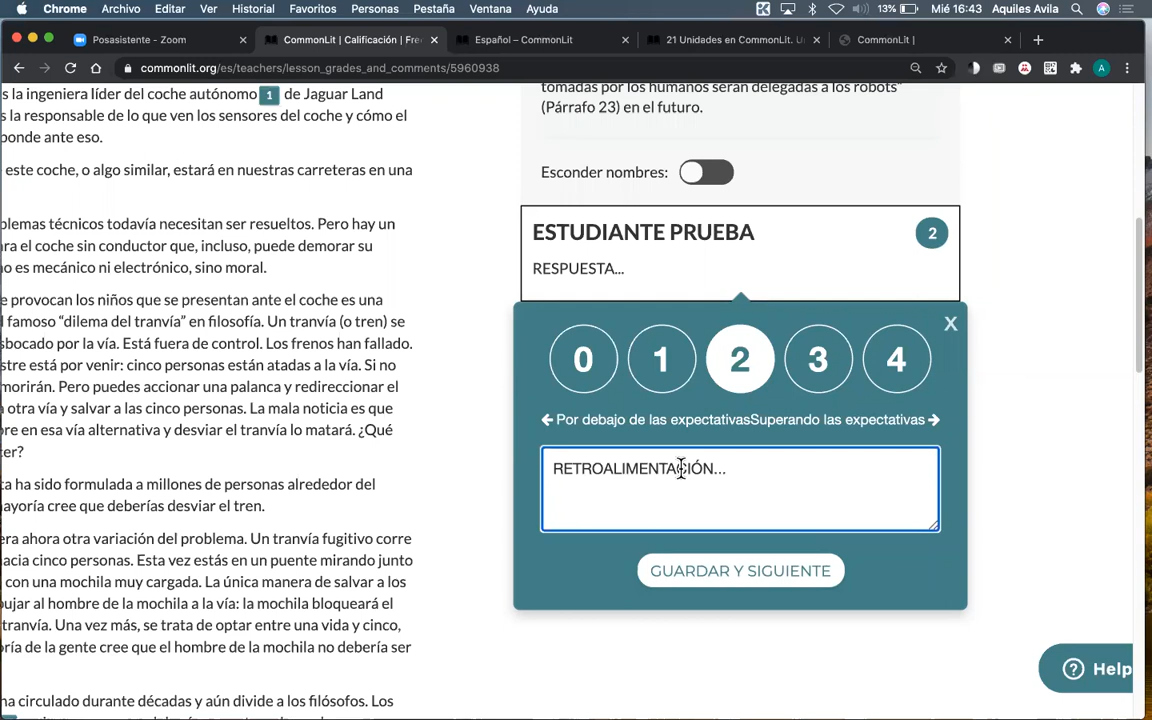 Chrome Archivo Editar Ver Historial Favoritos Personas Pestaña Ventana Ayuda 13% Mié 16:43 Aquiles Avila
Posasistente - Zoom
CommonLit | Calificación | Fre
Español – CommonLit
21 Unidades en CommonLit. U
CommonLit |
commonlit.org/es/teachers/lesson_grades_and_comments/5960938
A
s la ingeniera líder del coche autónomo 1 de Jaguar Land
s la responsable de lo que ven los sensores del coche y cómo el
ponde ante eso.
este coche, o algo similar, estará en nuestras carreteras en una
blemas técnicos todavía necesitan ser resueltos. Pero hay un
ara el coche sin conductor que, incluso, puede demorar su
no es mecánico ni electrónico, sino moral.
e provocan los niños que se presentan ante el coche es una
l famoso “dilema del tranvía” en filosofía. Un tranvía (o tren) se
sbocado por la vía. Está fuera de control. Los frenos han fallado.
stre está por venir: cinco personas están atadas a la vía. Si no
morirán. Pero puedes accionar una palanca y redireccionar el
otra vía y salvar a las cinco personas. La mala noticia es que
bre en esa vía alternativa y desviar el tranvía lo matará. ¿Qué
cer?
ta ha sido formulada a millones de personas alrededor del
ayoría cree que deberías desviar el tren.
era ahora otra variación del problema. Un tranvía fugitivo corre
hacia cinco personas. Esta vez estás en un puente mirando junto
con una mochila muy cargada. La única manera de salvar a los
pujar al hombre de la mochila a la vía: la mochila bloqueará el
tranvía. Una vez más, se trata de optar entre una vida y cinco,
oría de la gente cree que el hombre de la mochila no debería ser
na circulado durante décadas y aún divide a los filósofos. Los
tomadas por los humanos serán delegadas a los robots”
(Párrafo 23) en el futuro.
Esconder nombres:
ESTUDIANTE PRUEBA 2
RESPUESTA...
X
0 1 2 3 4
Por debajo de las expectativasSuperando las expectativas
RETROALIMENTACIÓN...
GUARDAR Y SIGUIENTE
Help